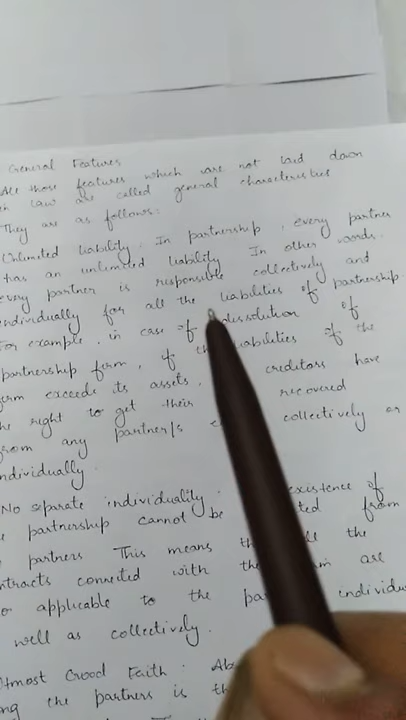 General Features
All those features which are not laid down
in law are called general characteristics
They are as follows:
Unlimited liability. In partnership, every partner
has an unlimited liability In other words.
every partner is responsible collectively and
individually for all the liabilities of partnership.
For example, in case of dissolution of
partnership firm, if the liabilities of the
firm exceeds its assets, creditors have
the right to get their recovered
from any partner/s collectively or
individually.
No separate individuality. existence of
partnership cannot be from
partners This means the
contracts connected with the are
applicable to the
well as collectively.
Utmost Good Faith:
the partners is